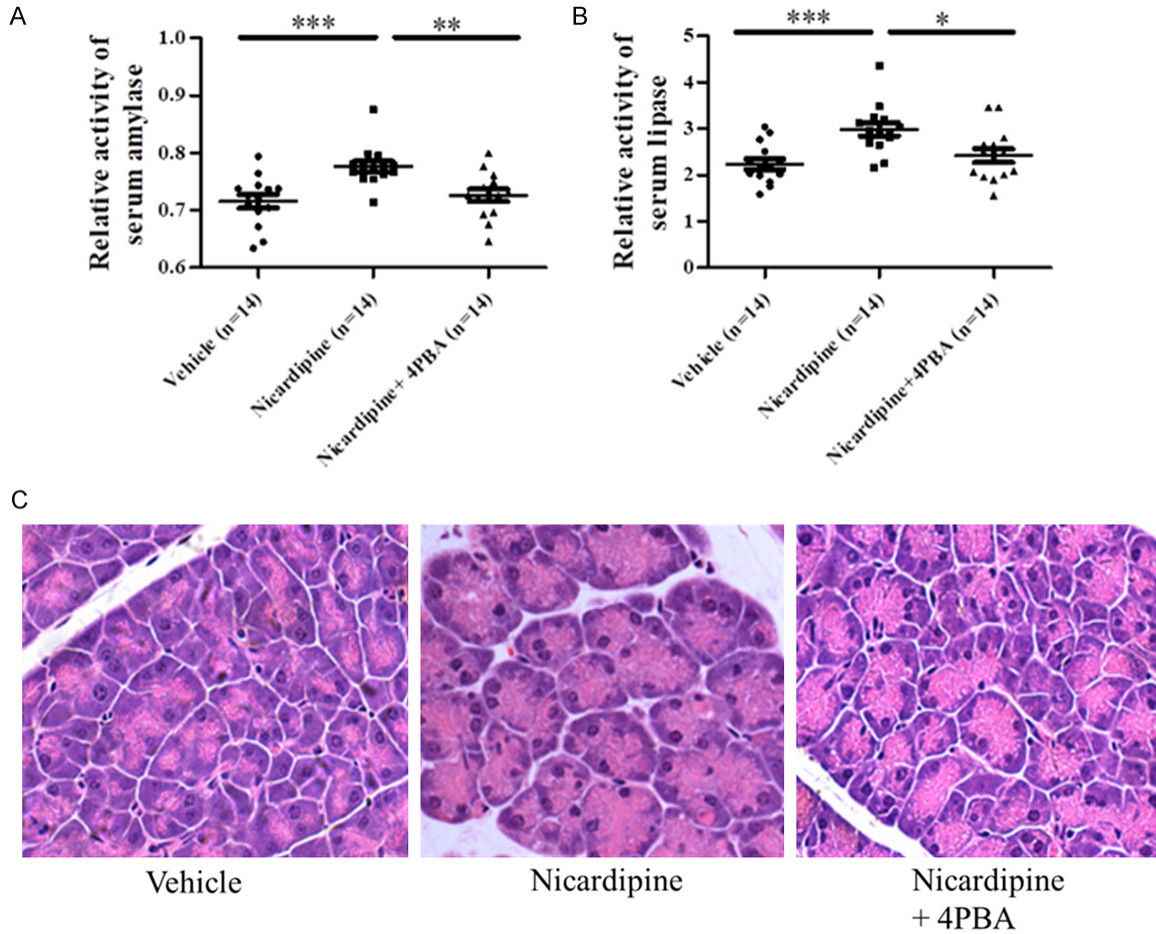 A
Relative activity of
serum amylase
1.0
0.9
0.8
0.7
0.6
***
**
Vehicle (n=14)
Nicardipine (n=14)
Nicardipine+ 4PBA (n=14)
B
Relative activity of
serum lipase
5
4
3
2
1
0
***
*
Vehicle (n=14)
Nicardipine (n=14)
Nicardipine+4PBA (n=14)
C
Vehicle
Nicardipine
Nicardipine
+ 4PBA